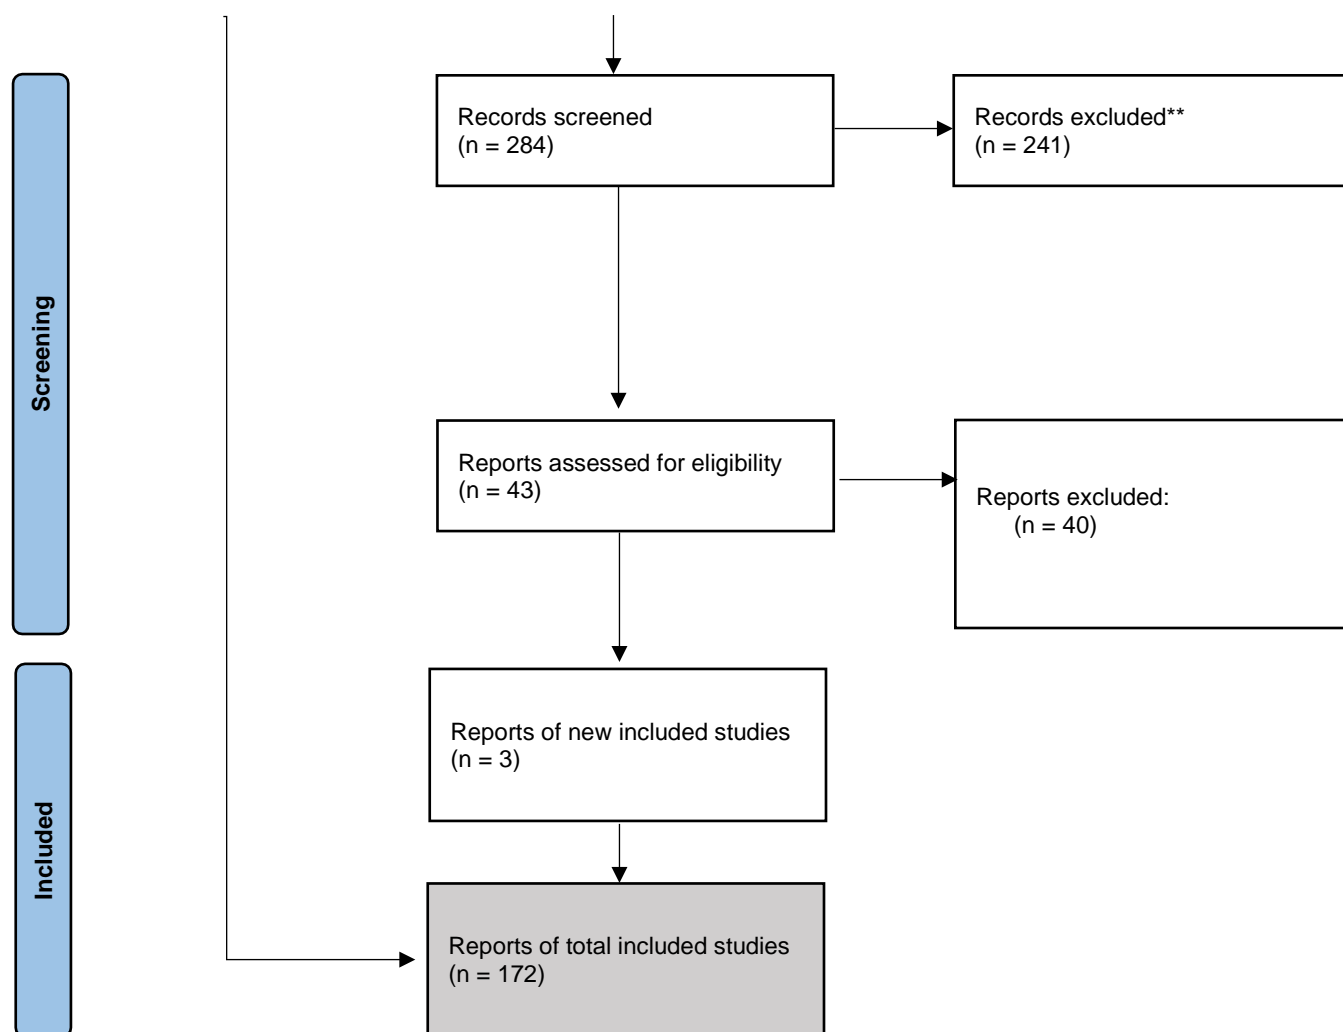 Records screened
(n = 284)
Records excluded**
(n = 241)
Screening
Reports assessed for eligibility
(n = 43)
Reports excluded:
(n = 40)
Reports of new included studies
(n = 3)
Included
Reports of total included studies
(n = 172)